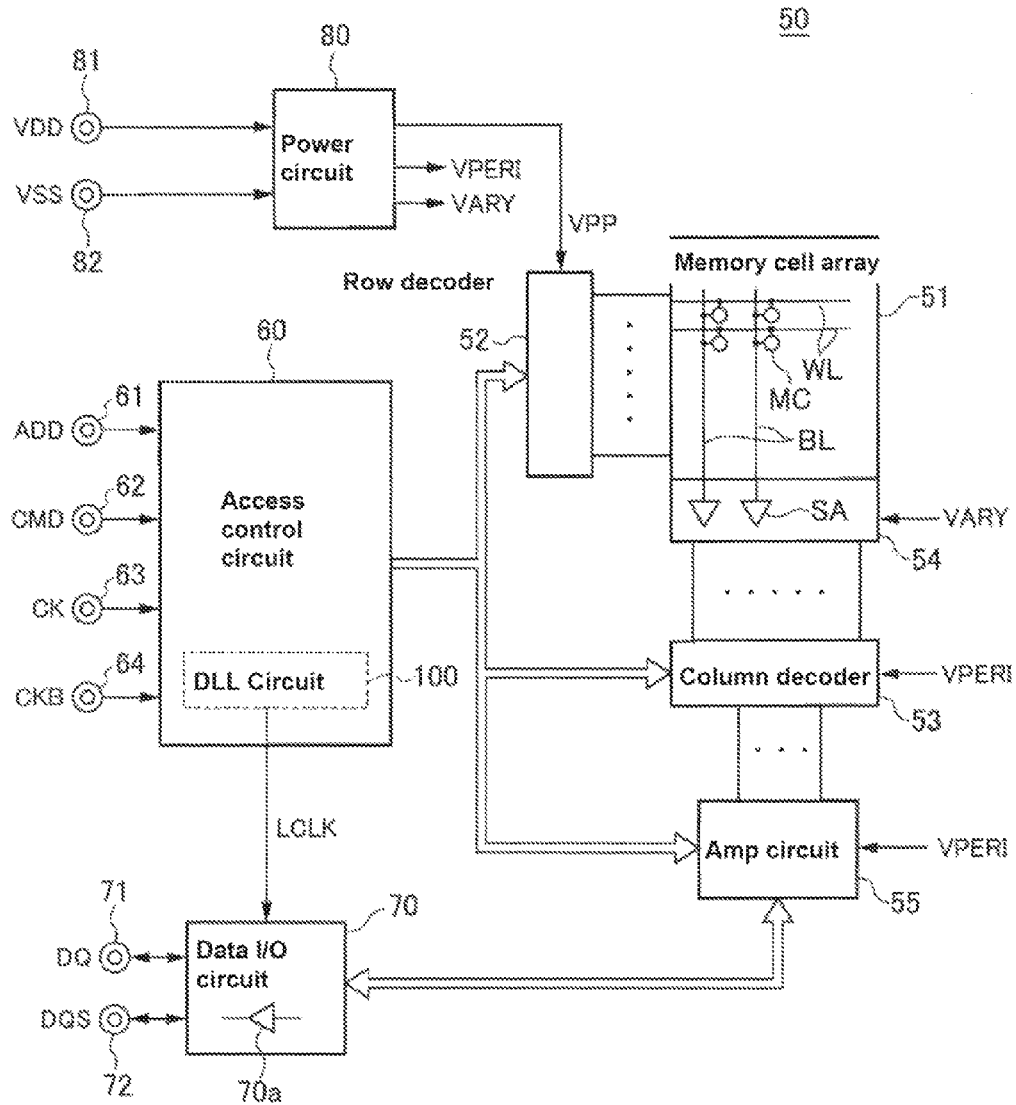 50
80
81
VDD
Power
circuit
VPERI
VSS
VARY
82
VPP
Memory cell array
Row decoder
51
52
60
WL
MC
61
ADD
BL
62
CMD
Access
control
circuit
SA
VARY
54
63
CK
64
CKB
DLL Circuit
100
Column decoder
VPERI
53
LCLK
Amp circuit
VPERI
55
71
70
DQ
Data I/O
circuit
DQS
72
70a